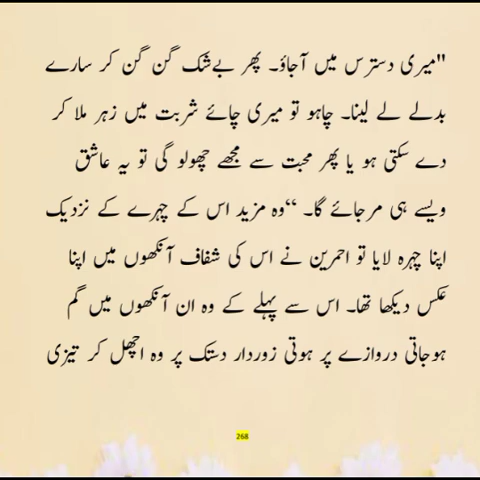 "میری دسترس میں آجاؤ۔ پھر بےشک گن گن کر سارے
بدلے لے لینا۔ چاہو تو میری چائے شربت میں زہر ملا کر
دے سکتی ہو یا پھر محبت سے مجھے چھولو گی تو یہ عاشق
ویسے ہی مرجائے گا۔ “وہ مزید اس کے چہرے کے نزدیک
اپنا چہرہ لایا تو احمرین نے اس کی شفاف آنکھوں میں اپنا
عکس دیکھا تھا۔ اس سے پہلے کے وہ ان آنکھوں میں گم
ہوجاتی دروازے پر ہوتی زوردار دستک پر وہ اچھل کر تیزی
268